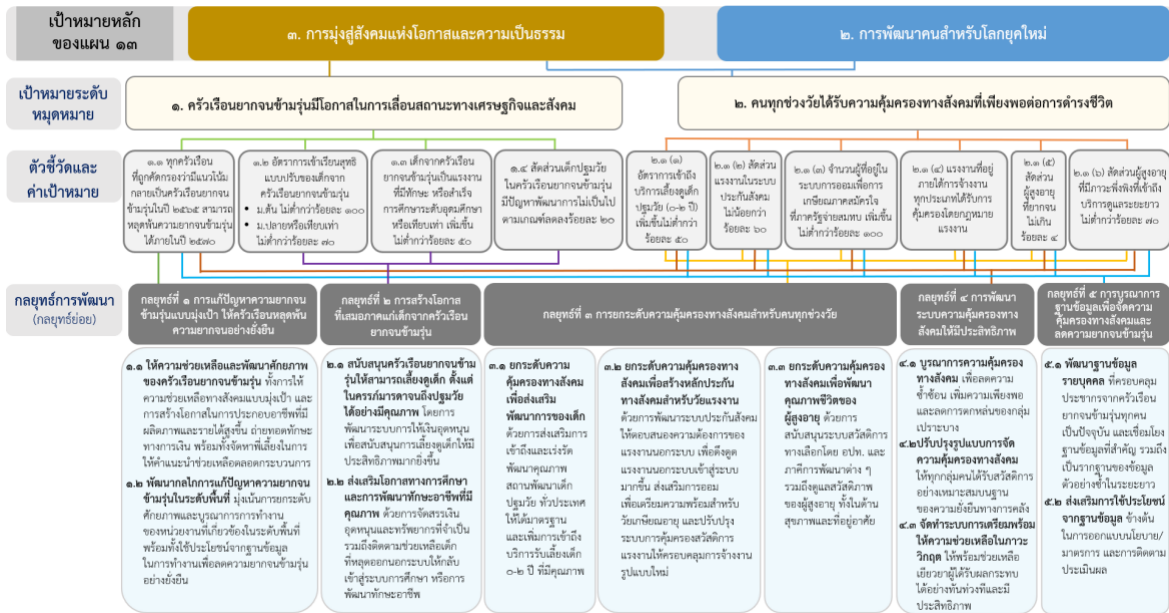 เป้าหมายหลัก
ของแผน ๑๓
๓. การมุ่งสู่สังคมแห่งโอกาสและความเป็นธรรม
๒. การพัฒนาคนสำหรับโลกยุคใหม่
เป้าหมายระดับ
หมุดหมาย
๑. ครัวเรือนยากจนข้ามรุ่นมีโอกาสในการเลื่อนสถานะทางเศรษฐกิจและสังคม
๒. คนทุกช่วงวัยได้รับความคุ้มครองทางสังคมที่เพียงพอต่อการดำรงชีวิต
ตัวชี้วัดและ
ค่าเป้าหมาย
๑.๑ ทุกครัวเรือน
ที่ถูกคัดกรองว่ามีแนวโน้ม
กลายเป็นครัวเรือนยากจน
ข้ามรุ่นในปี ๒๕๖๕ สามารถ
หลุดพ้นความยากจนข้ามรุ่น
ได้ภายในปี ๒๕๗๐
๑.๒ อัตราการเข้าเรียนสุทธิ
แบบปรับของเด็กจาก
ครัวเรือนยากจนข้ามรุ่น
• ม.ต้น ไม่ต่ำกว่าร้อยละ ๑๐๐
• ม.ปลายหรือเทียบเท่า
ไม่ต่ำกว่าร้อยละ ๗๐
๑.๓ เด็กจากครัวเรือน
ยากจนข้ามรุ่นเป็นแรงงาน
ที่มีทักษะ หรือสำเร็จ
การศึกษาระดับอุดมศึกษา
หรือเทียบเท่า เพิ่มขึ้น
ไม่ต่ำกว่าร้อยละ ๕๐
๑.๔ สัดส่วนเด็กปฐมวัย
ในครัวเรือนยากจนข้ามรุ่น
มีปัญหาพัฒนาการไม่เป็นไป
ตามเกณฑ์ลดลงร้อยละ ๒๐
๒.๑ (๑)
อัตราการเข้าถึง
บริการเลี้ยงดูเด็ก
ปฐมวัย (๐-๒ ปี)
เพิ่มขึ้นไม่ต่ำกว่า
ร้อยละ ๕๐
๒.๑ (๒) สัดส่วน
แรงงานในระบบ
ประกันสังคม
ไม่น้อยกว่า
ร้อยละ ๖๐
๒.๑ (๓) จำนวนผู้ที่อยู่ใน
ระบบการออมเพื่อการ
เกษียณภาคสมัครใจ
ที่ภาครัฐจ่ายสมทบ เพิ่มขึ้น
ไม่ต่ำกว่าร้อยละ ๑๐๐
๒.๑ (๔) แรงงานที่อยู่
ภายใต้การจ้างงาน
ทุกประเภทได้รับการ
คุ้มครองโดยกฎหมาย
แรงงาน
๒.๑ (๕)
สัดส่วน
ผู้สูงอายุ
ที่ยากจน
ไม่เกิน
ร้อยละ ๔
๒.๑ (๖) สัดส่วนผู้สูงอายุ
ที่มีภาวะพึ่งพิงที่เข้าถึง
บริการดูแลระยะยาว
ไม่ต่ำกว่าร้อยละ ๗๐
กลยุทธ์การพัฒนา
(กลยุทธ์ย่อย)
กลยุทธ์ที่ ๑ การแก้ปัญหาความยากจน
ข้ามรุ่นแบบมุ่งเป้า ให้ครัวเรือนหลุดพ้น
ความยากจนอย่างยั่งยืน
กลยุทธ์ที่ ๒ การสร้างโอกาส
ที่เสมอภาคแก่เด็กจากครัวเรือน
ยากจนข้ามรุ่น
กลยุทธ์ที่ ๓ การยกระดับความคุ้มครองทางสังคมสำหรับคนทุกช่วงวัย
กลยุทธ์ที่ ๔ การพัฒนา
ระบบความคุ้มครองทาง
สังคมให้มีประสิทธิภาพ
กลยุทธ์ที่ ๕ การบูรณาการ
ฐานข้อมูลเพื่อจัดความ
คุ้มครองทางสังคมและ
ลดความยากจนข้ามรุ่น
๑.๑ ให้ความช่วยเหลือและพัฒนาศักยภาพ
ของครัวเรือนยากจนข้ามรุ่น ทั้งการให้
ความช่วยเหลือทางสังคมแบบมุ่งเป้า และ
การสร้างโอกาสในการประกอบอาชีพที่มี
ผลิตภาพและรายได้สูงขึ้น ถ่ายทอดทักษะ
ทางการเงิน พร้อมทั้งจัดหาพี่เลี้ยงในการ
ให้คำแนะนำช่วยเหลือตลอดกระบวนการ
๑.๒ พัฒนากลไกการแก้ปัญหาความยากจน
ข้ามรุ่นในระดับพื้นที่ มุ่งเน้นการยกระดับ
ศักยภาพและบูรณาการการทำงาน
ของหน่วยงานที่เกี่ยวข้องในระดับพื้นที่
พร้อมทั้งใช้ประโยชน์จากฐานข้อมูล
ในการทำงานเพื่อลดความยากจนข้ามรุ่น
อย่างยั่งยืน
๒.๑ สนับสนุนครัวเรือนยากจนข้าม
รุ่นให้สามารถเลี้ยงดูเด็ก ตั้งแต่
ในครรภ์มารดาจนถึงปฐมวัย
ได้อย่างมีคุณภาพ โดยการ
พัฒนาระบบการให้เงินอุดหนุน
เพื่อสนับสนุนการเลี้ยงดูเด็กให้มี
ประสิทธิภาพมากยิ่งขึ้น
๒.๒ ส่งเสริมโอกาสทางการศึกษา
และการพัฒนาทักษะอาชีพที่มี
คุณภาพ ด้วยการจัดสรรเงิน
อุดหนุนและทรัพยากรที่จำเป็น
รวมถึงติดตามช่วยเหลือเด็ก
ที่หลุดออกนอกระบบให้กลับ
เข้าสู่ระบบการศึกษา หรือการ
พัฒนาทักษะอาชีพ
๓.๑ ยกระดับความ
คุ้มครองทางสังคม
เพื่อส่งเสริม
พัฒนาการของเด็ก
ด้วยการส่งเสริมการ
เข้าถึงและเร่งรัด
พัฒนาคุณภาพ
สถานพัฒนาเด็ก
ปฐมวัย ทั่วประเทศ
ให้ได้มาตรฐาน
และเพิ่มการเข้าถึง
บริการรับเลี้ยงเด็ก
๐-๒ ปี ที่มีคุณภาพ
๓.๒ ยกระดับความคุ้มครองทาง
สังคมเพื่อสร้างหลักประกัน
ทางสังคมสำหรับวัยแรงงาน
ด้วยการพัฒนาระบบประกันสังคม
ให้ตอบสนองความต้องการของ
แรงงานนอกระบบ เพื่อดึงดูด
แรงงานนอกระบบเข้าสู่ระบบ
มากขึ้น ส่งเสริมการออม
เพื่อเตรียมความพร้อมสำหรับ
วัยเกษียณอายุ และปรับปรุง
ระบบการคุ้มครองสวัสดิการ
แรงงานให้ครอบคลุมการจ้างงาน
รูปแบบใหม่
๓.๓ ยกระดับความคุ้มครอง
ทางสังคมเพื่อพัฒนา
คุณภาพชีวิตของ
ผู้สูงอายุ ด้วยการ
สนับสนุนระบบสวัสดิการ
ทางเลือกโดย อปท. และ
ภาคีการพัฒนาต่าง ๆ
รวมถึงดูแลสวัสดิภาพ
ของผู้สูงอายุ ทั้งในด้าน
สุขภาพและที่อยู่อาศัย
๔.๑ บูรณาการความคุ้มครอง
ทางสังคม เพื่อลดความ
ซ้ำซ้อน เพิ่มความเพียงพอ
และลดการตกหล่นของกลุ่ม
เปราะบาง
๔.๒ปรับปรุงรูปแบบการจัด
ความคุ้มครองทางสังคม
ให้ทุกกลุ่มคนได้รับสวัสดิการ
อย่างเหมาะสมบนฐาน
ของความยั่งยืนทางการคลัง
๔.๓ จัดทำระบบการเตรียมพร้อม
ให้ความช่วยเหลือในภาวะ
วิกฤต ให้พร้อมช่วยเหลือ
เยียวยาผู้ได้รับผลกระทบ
ได้อย่างทันท่วงทีและมี
ประสิทธิภาพ
๕.๑ พัฒนาฐานข้อมูล
รายบุคคล ที่ครอบคลุม
ประชากรจากครัวเรือน
ยากจนข้ามรุ่นทุกคน
เป็นปัจจุบัน และเชื่อมโยง
ฐานข้อมูลที่สำคัญ รวมถึง
เป็นรากฐานของข้อมูล
ตัวอย่างซ้ำในระยะยาว
๕.๒ ส่งเสริมการใช้ประโยชน์
จากฐานข้อมูล ข้างต้น
ในการออกแบบนโยบาย/
มาตรการ และการติดตาม
ประเมินผล